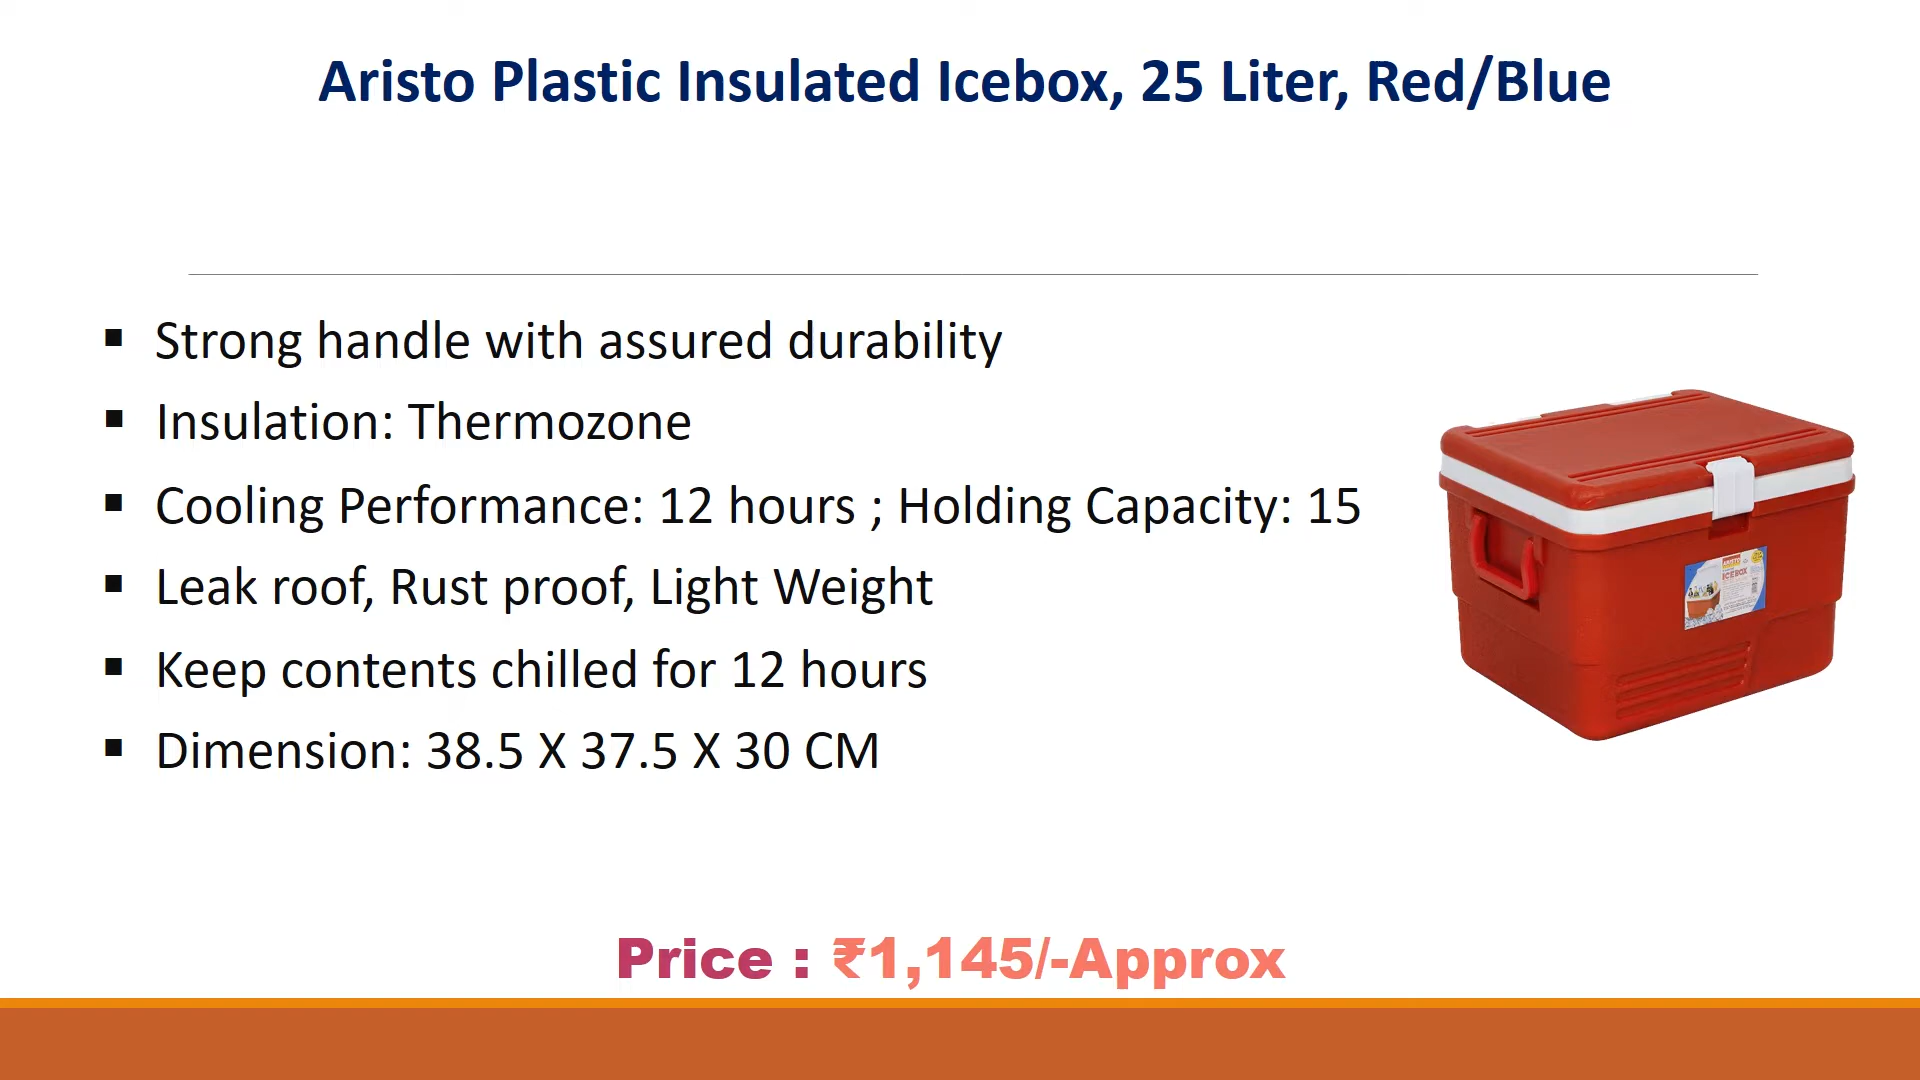 Aristo Plastic Insulated Icebox, 25 Liter, Red/Blue
▪ Strong handle with assured durability
▪ Insulation: Thermozone
▪ Cooling Performance: 12 hours ; Holding Capacity: 15
▪ Leak roof, Rust proof, Light Weight
▪ Keep contents chilled for 12 hours
▪ Dimension: 38.5 X 37.5 X 30 CM
ICEBOX
Price : ₹1,145/-Approx